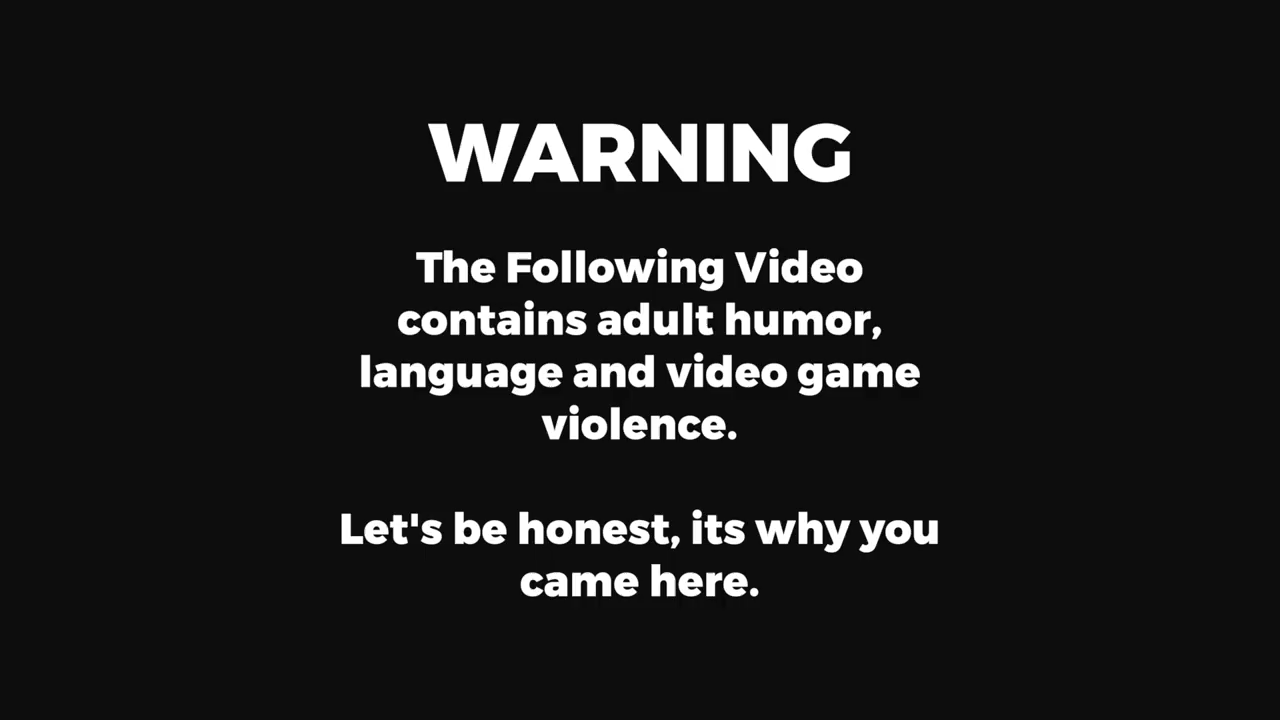 WARNING
The Following Video
contains adult humor,
language and video game
violence.
Let's be honest, its why you
came here.